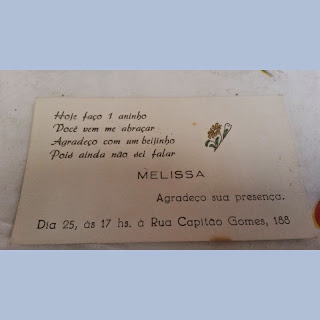 Hoje faço 1 aninho
Você vem me abraçar
Agradeço com um beijinho
Pois ainda não sei falar
MELISSA
Agradeço sua presença.
Dia 25, às 17 hs. à Rua Capitão Gomes, 188